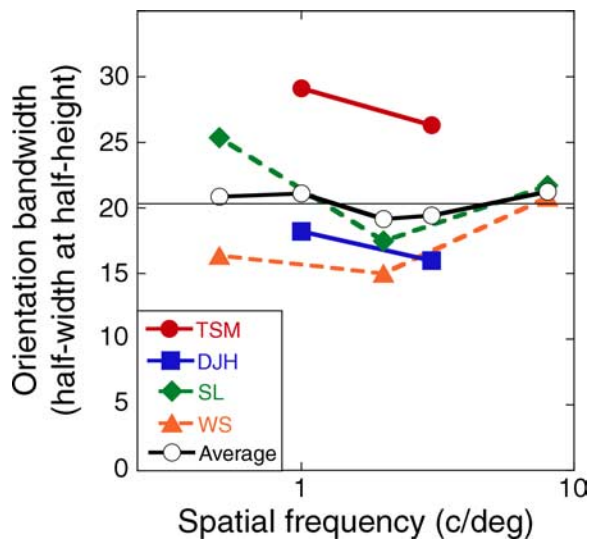 Orientation bandwidth
(half-width at half-height)
30
25
20
15
10
5
0
TSM
DJH
SL
WS
Average
1
10
Spatial frequency (c/deg)